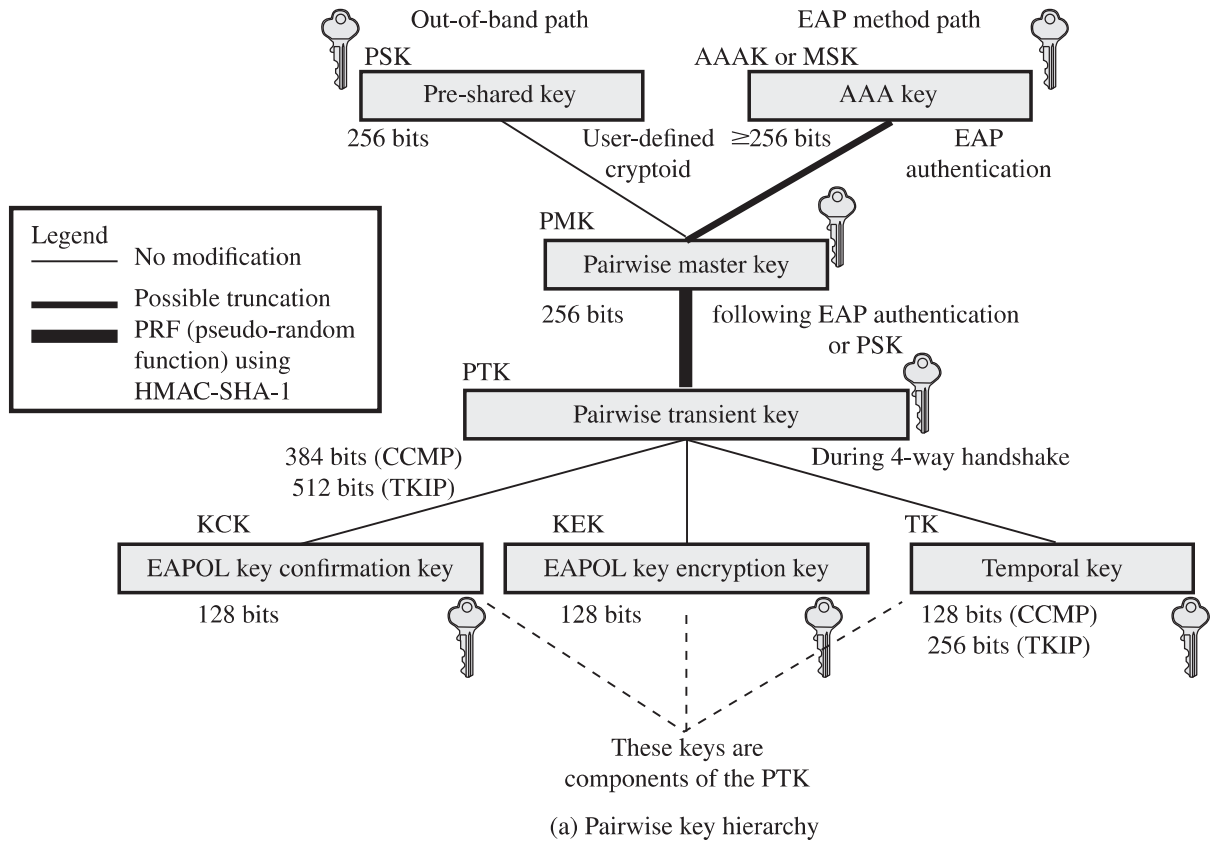 Out-of-band path
EAP method path
PSK
AAAK or MSK
Pre-shared key
AAA key
256 bits
User-defined
cryptoid
≥256 bits
EAP
authentication
Legend
No modification
Possible truncation
PRF (pseudo-random
function) using
HMAC-SHA-1
PMK
Pairwise master key
256 bits
following EAP authentication
or PSK
PTK
Pairwise transient key
384 bits (CCMP)
512 bits (TKIP)
During 4-way handshake
KCK
KEK
TK
EAPOL key confirmation key
EAPOL key encryption key
Temporal key
128 bits
128 bits
128 bits (CCMP)
256 bits (TKIP)
These keys are
components of the PTK
(a) Pairwise key hierarchy